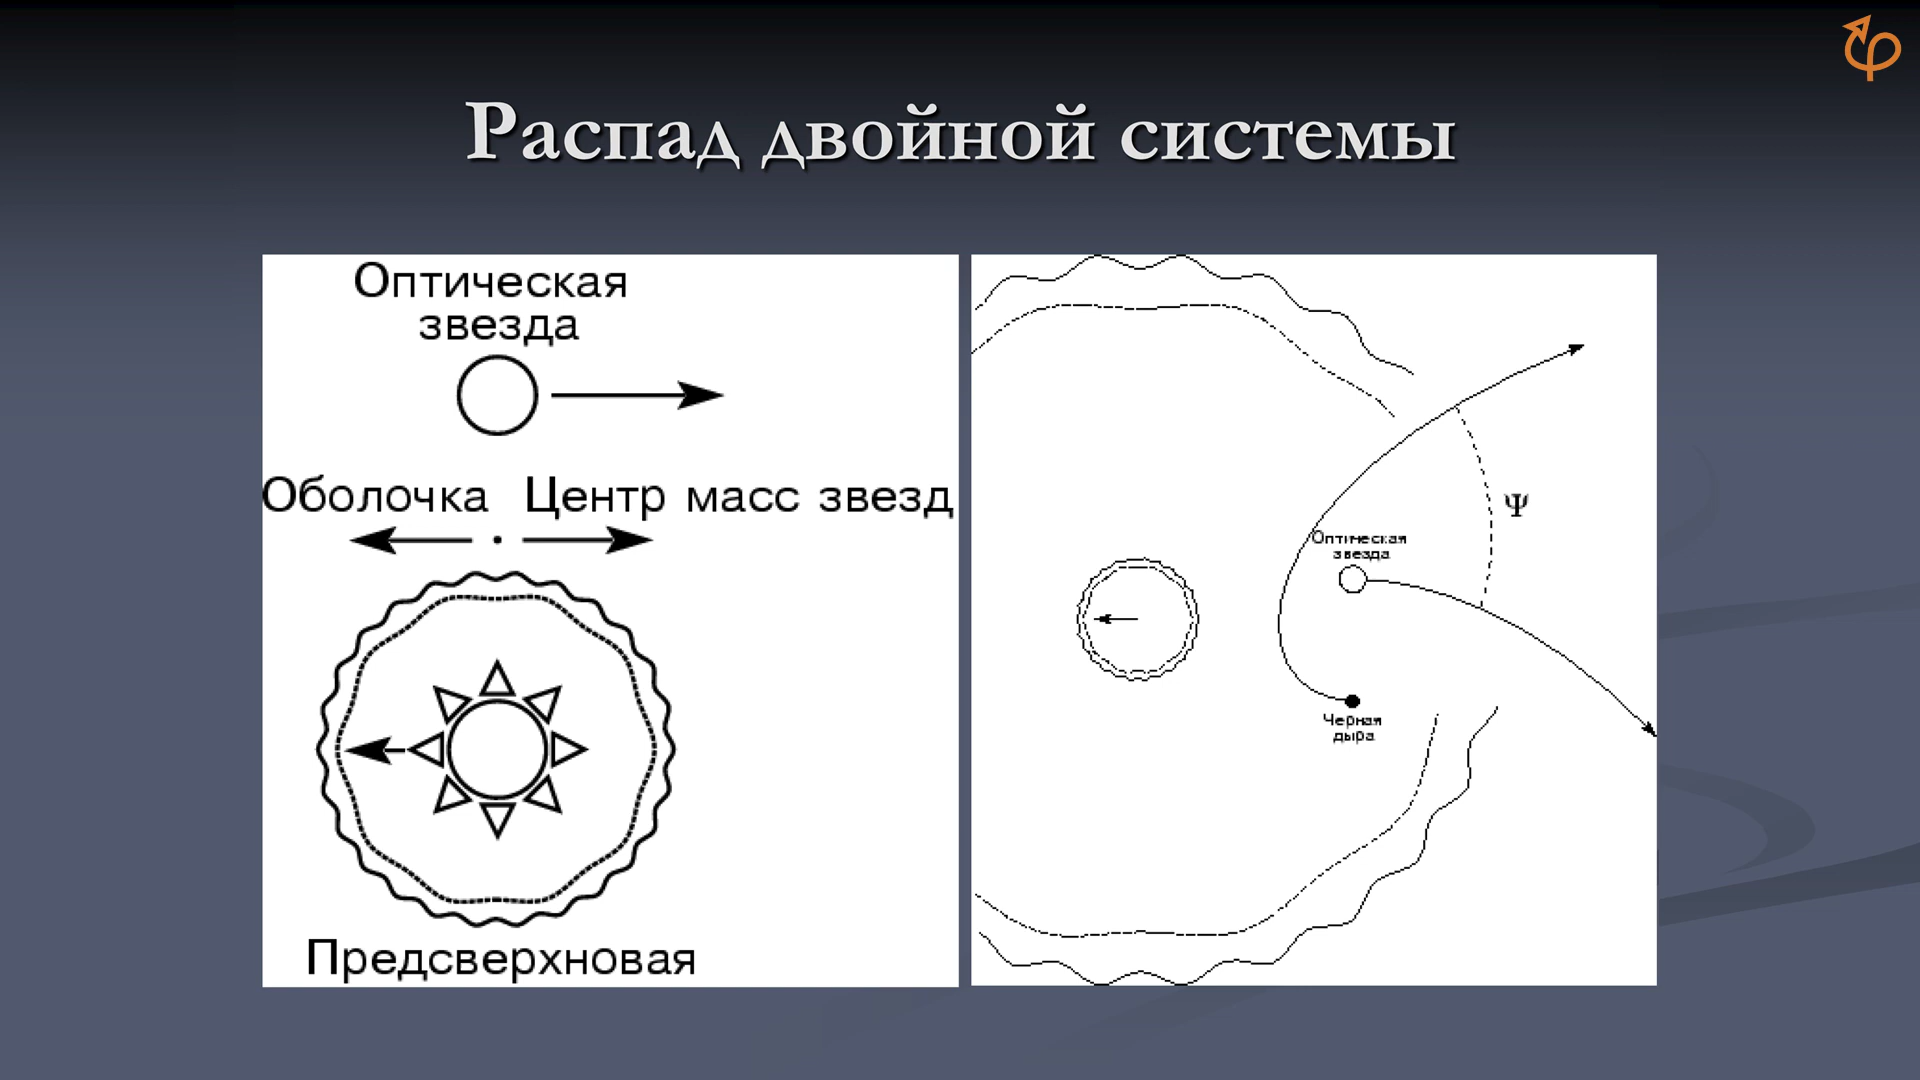 Распад двойной системы
Оптическая
звезда
Оболочка Центр масс звезд
Предсверхновая
Ψ
Оптическая
звезда
Черная
дыра